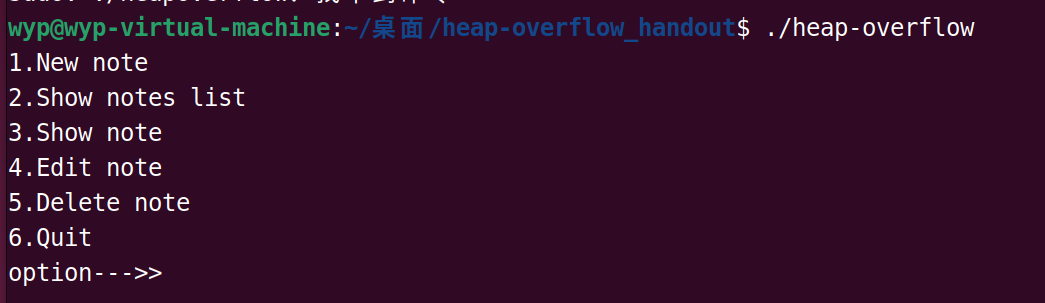 wyp@wyp-virtual-machine:~/桌面/heap-overflow_handout$ ./heap-overflow
1.New note
2.Show notes list
3.Show note
4.Edit note
5.Delete note
6.Quit
option--->>